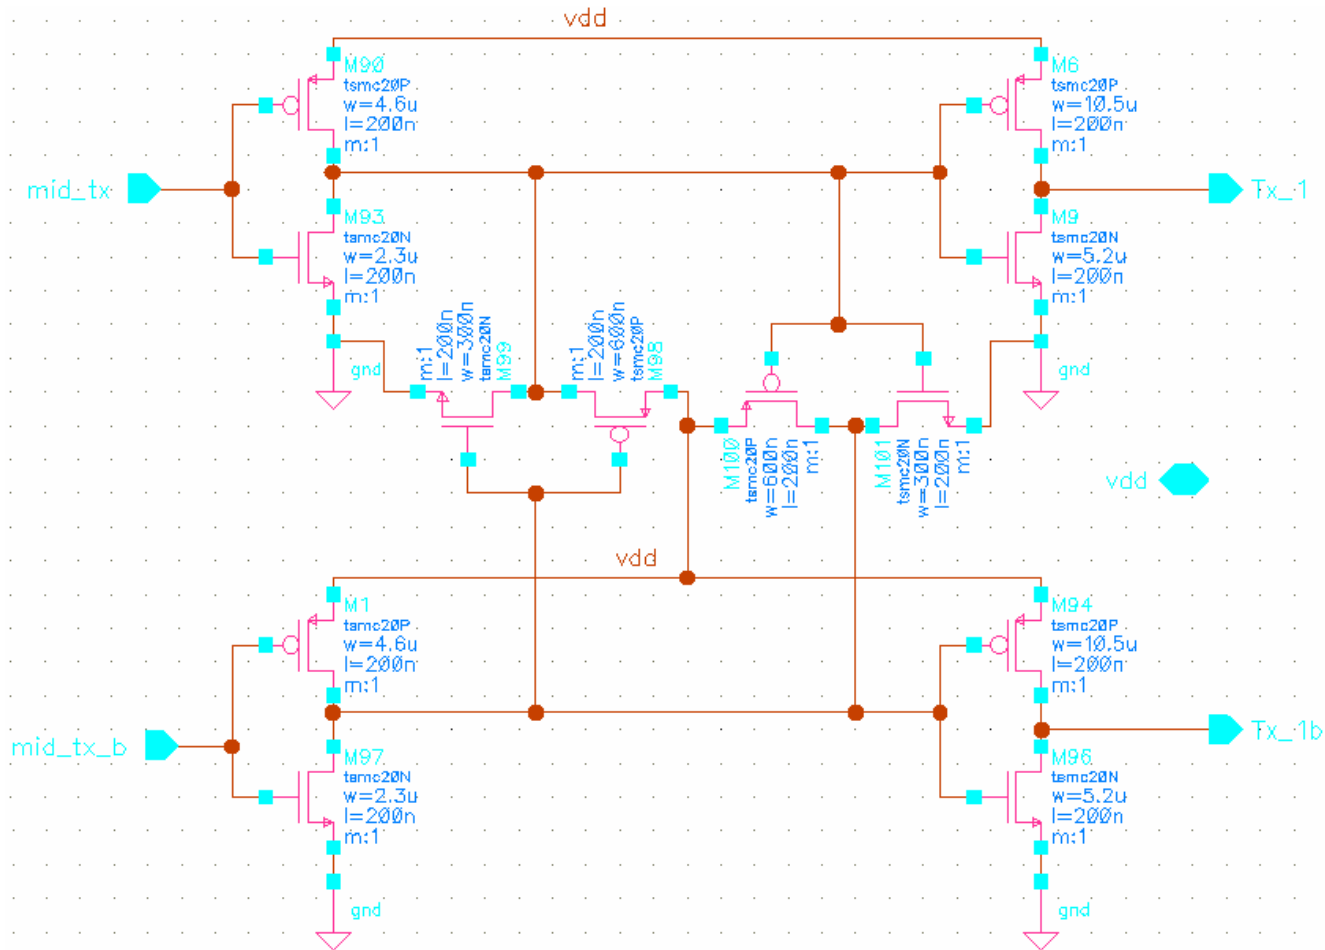 vdd
M90
tsmc20P
w=4.6u
l=200n
m:1
M6
tsmc20P
w=10.5u
l=200n
m:1
mid_tx
Tx_1
M93
tsmc20N
w=2.3u
l=200n
m:1
M9
tsmc20N
w=5.2u
l=200n
m:1
gnd
m:1
l=200n
w=300n
tsmc20N
M99
m:1
l=200n
w=600n
tsmc20P
M98
gnd
M100
tsmc20P
w=600n
l=200n
m:1
M101
tsmc20N
w=300n
l=200n
m:1
vdd
vdd
M1
tsmc20P
w=4.6u
l=200n
m:1
M94
tsmc20P
w=10.5u
l=200n
m:1
mid_tx_b
Tx_1b
M97
tsmc20N
w=2.3u
l=200n
m:1
M96
tsmc20N
w=5.2u
l=200n
m:1
gnd
gnd